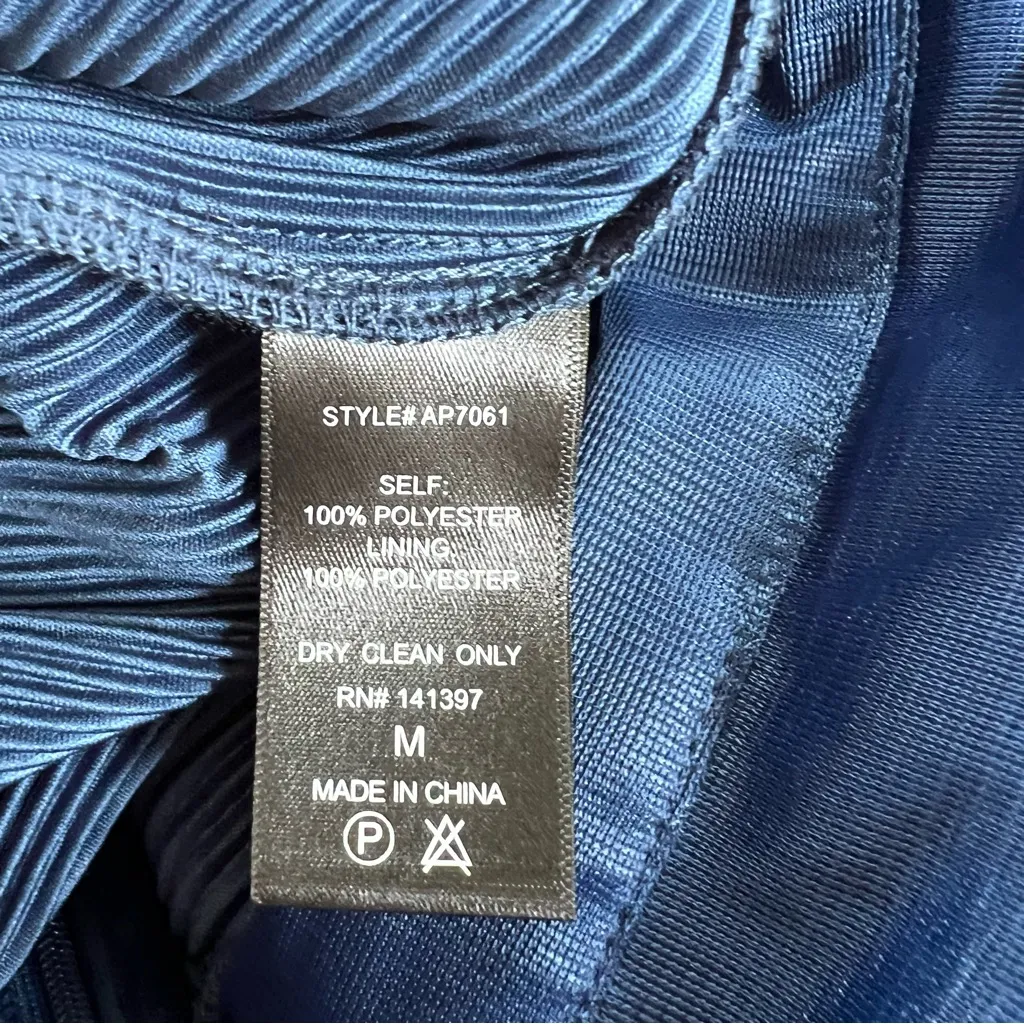 STYLE# AP7061
SELF:
100% POLYESTER
LINING:
100% POLYESTER
DRY CLEAN ONLY
RN# 141397
M
MADE IN CHINA
P